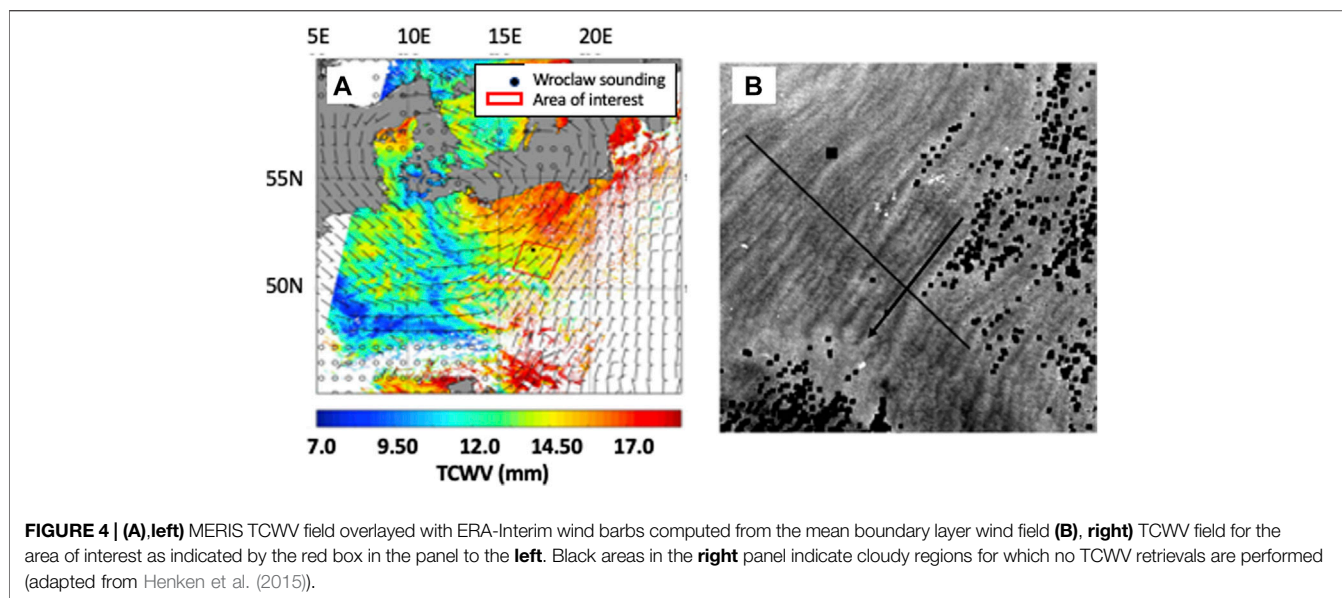 5E 10E 15E 20E
A
Wroclaw sounding
Area of interest
55N
50N
7.0 9.50 12.0 14.50 17.0
TCWV (mm)
B
FIGURE 4 | (A),left) MERIS TCWV field overlayed with ERA-Interim wind barbs computed from the mean boundary layer wind field (B), right) TCWV field for the
area of interest as indicated by the red box in the panel to the left. Black areas in the right panel indicate cloudy regions for which no TCWV retrievals are performed
(adapted from Henken et al. (2015)).